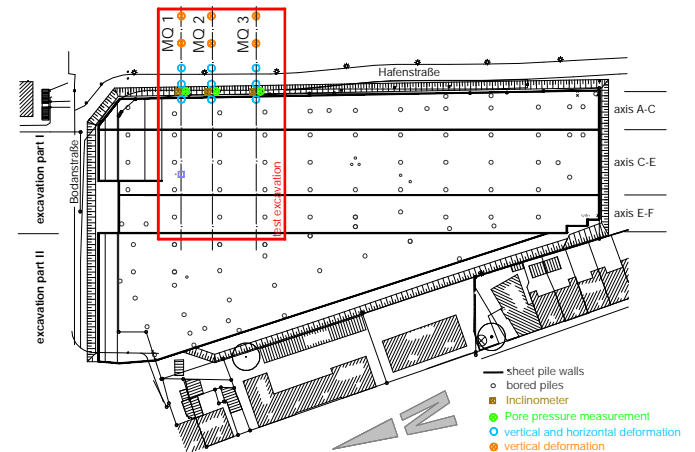 MQ 1
MQ 2
MQ 3
Hafenstraße
axis A-C
axis C-E
axis E-F
Bodanstraße
excavation part I
excavation part II
test excavation
sheet pile walls
bored piles
Inclinometer
Pore pressure measurement
vertical and horizontal deformation
vertical deformation
N